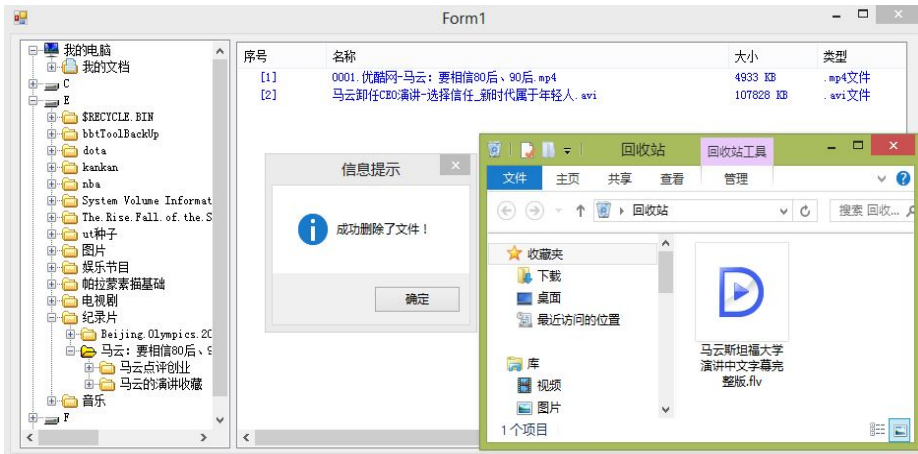 Form1
我的电脑
我的文档
C
E
$RECYCLE.BIN
bbtToolBackUp
dota
kankan
nba
System Volume Informat
The.Rise.Fall.of.the.S
ut种子
图片
娱乐节目
帕拉蒙素描基础
电视剧
纪录片
Beijing.Olympics.20
马云：要相信80后、9
马云点评创业
马云的演讲收藏
音乐
F
序号 名称 大小 类型
[1] 0001.优酷网-马云：要相信80后、90后.mp4 4933 KB .mp4文件
[2] 马云卸任CEO演讲-选择信任_新时代属于年轻人.avi 107828 KB .avi文件
信息提示
成功删除了文件！
确定
回收站 回收站工具
文件 主页 共享 查看 管理
回收站 搜索 回收...
收藏夹
下载
桌面
最近访问的位置
库
视频
图片
马云斯坦福大学
演讲中文字幕完
整版.flv
1 个项目